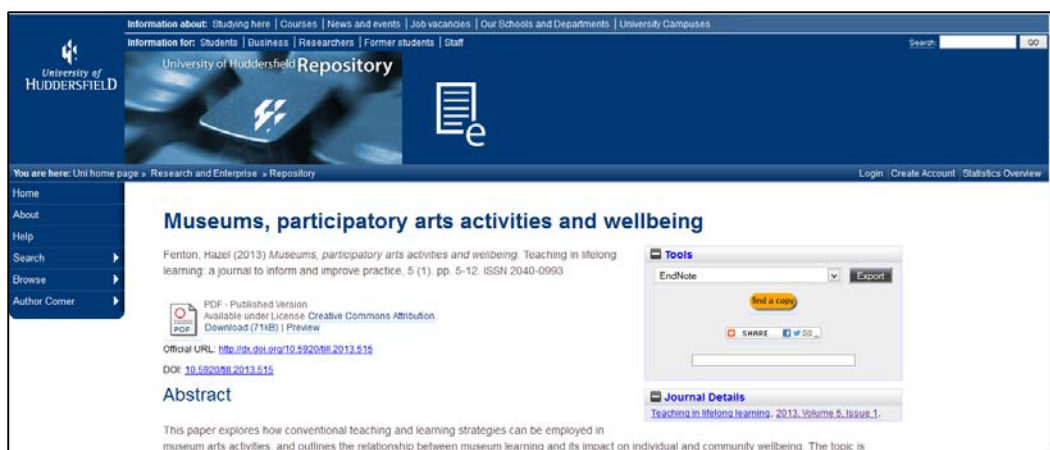 Information about: Studying here | Courses | News and events | Job vacancies | Our Schools and Departments | University Campuses
Information for: Students | Business | Researchers | Former students | Staff
Search: GO
University of
HUDDERSFIELD
University of Huddersfield Repository
e
You are here: Uni home page » Research and Enterprise » Repository
Login | Create Account | Statistics Overview
Home
About
Help
Search
Browse
Author Corner
Museums, participatory arts activities and wellbeing
Fenton, Hazel (2013) Museums, participatory arts activities and wellbeing. Teaching in lifelong
learning: a journal to inform and improve practice, 5 (1). pp. 5-12. ISSN 2040-0993
PDF
PDF - Published Version
Available under License Creative Commons Attribution.
Download (71kB) | Preview
Official URL: http://dx.doi.org/10.5920/till.2013.515
DOI: 10.5920/till.2013.515
Abstract
This paper explores how conventional teaching and learning strategies can be employed in
museum arts activities, and outlines the relationship between museum learning and its impact on individual and community wellbeing. The topic is
Tools
EndNote
Export
find a copy
SHARE
Journal Details
Teaching in lifelong learning, 2013, Volume 5, Issue 1.